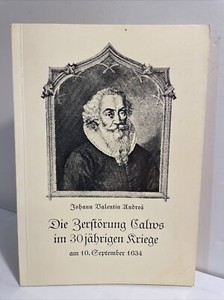 Johann Valentin Andreä
Die Zerstörung Calws
im 30jährigen Kriege
am 10. September 1634